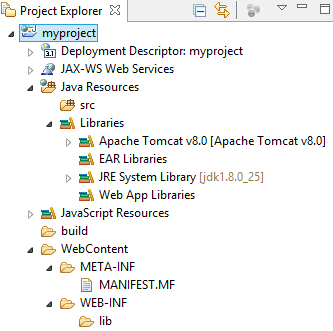 Project Explorer
myproject
3.1 Deployment Descriptor: myproject
JAX-WS Web Services
Java Resources
src
Libraries
Apache Tomcat v8.0 [Apache Tomcat v8.0]
EAR Libraries
JRE System Library [jdk1.8.0_25]
Web App Libraries
JavaScript Resources
build
WebContent
META-INF
MANIFEST.MF
WEB-INF
lib